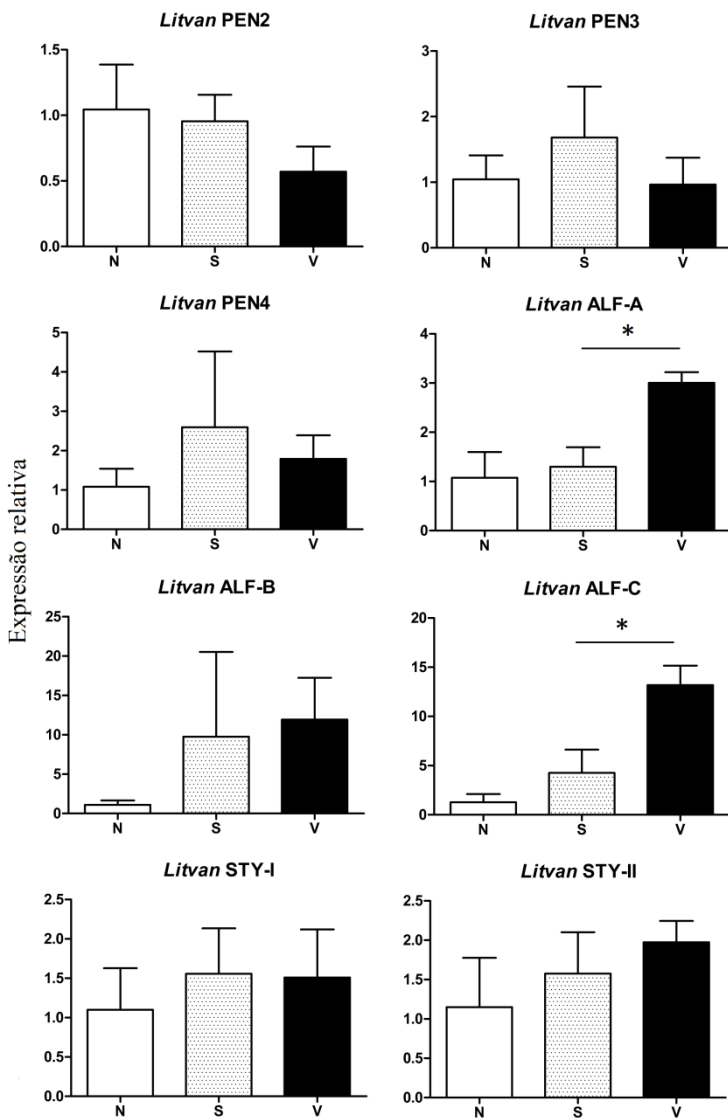 Expressão relativa
Litvan PEN2
1.5
1.0
0.5
0.0
N S V
Litvan PEN3
3
2
1
0
N S V
Litvan PEN4
5
4
3
2
1
0
N S V
Litvan ALF-A
*
4
3
2
1
0
N S V
Litvan ALF-B
25
20
15
10
5
0
N S V
Litvan ALF-C
*
20
15
10
5
0
N S V
Litvan STY-I
2.5
2.0
1.5
1.0
0.5
0.0
N S V
Litvan STY-II
2.5
2.0
1.5
1.0
0.5
0.0
N S V